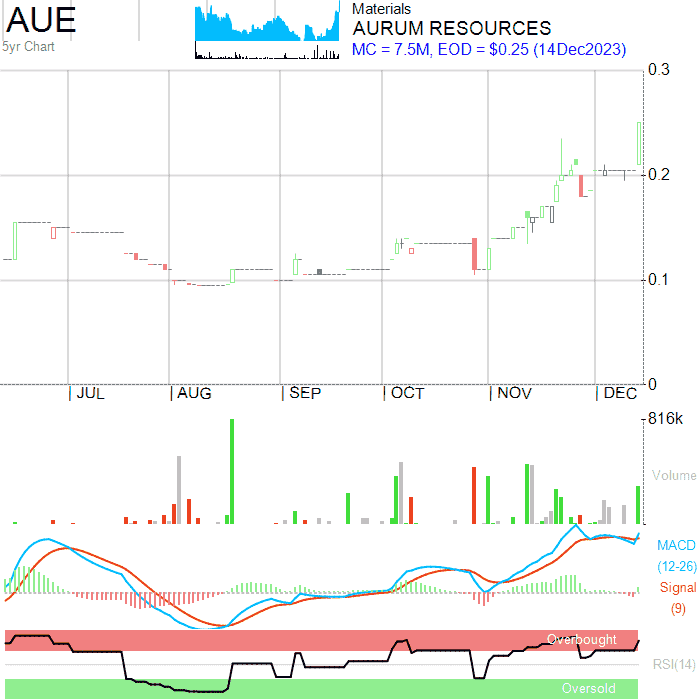 AUE
5yr Chart
Materials
AURUM RESOURCES
MC = 7.5M, EOD = $0.25 (14Dec2023)
0.3
0.2
0.1
0
JUL AUG SEP OCT NOV DEC
816k
Volume
MACD
(12-26)
Signal
(9)
Overbought
RSI(14)
Oversold